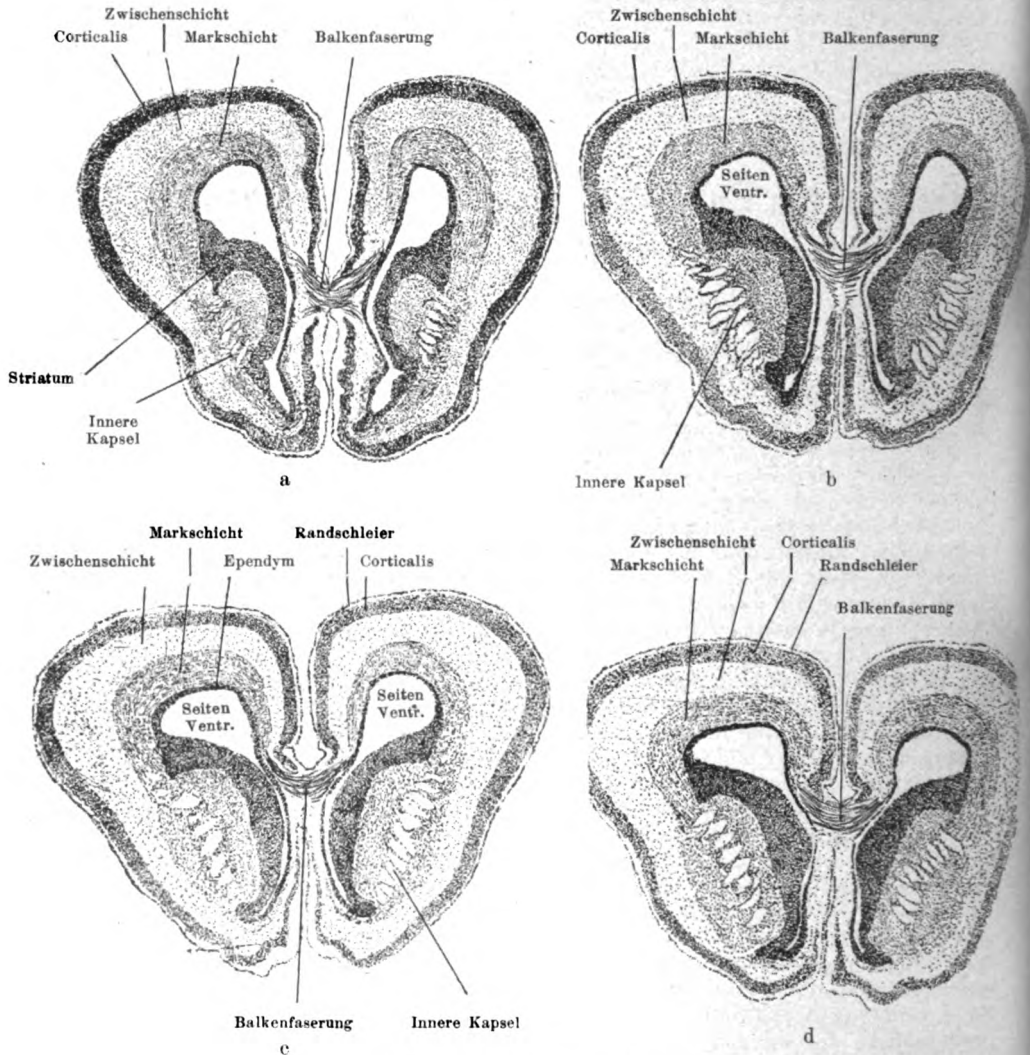 Zwischenschicht
Corticalis Markschicht Balkenfaserung
Striatum
Innere
Kapsel
a
Zwischenschicht
Corticalis Markschicht Balkenfaserung
Seiten
Ventr.
Innere Kapsel
b
Markschicht Randschleier
Zwischenschicht Ependym Corticalis
Seiten
Ventr.
Seiten
Ventr.
Balkenfaserung Innere Kapsel
c
Zwischenschicht Corticalis
Markschicht Randschleier
Balkenfaserung
d